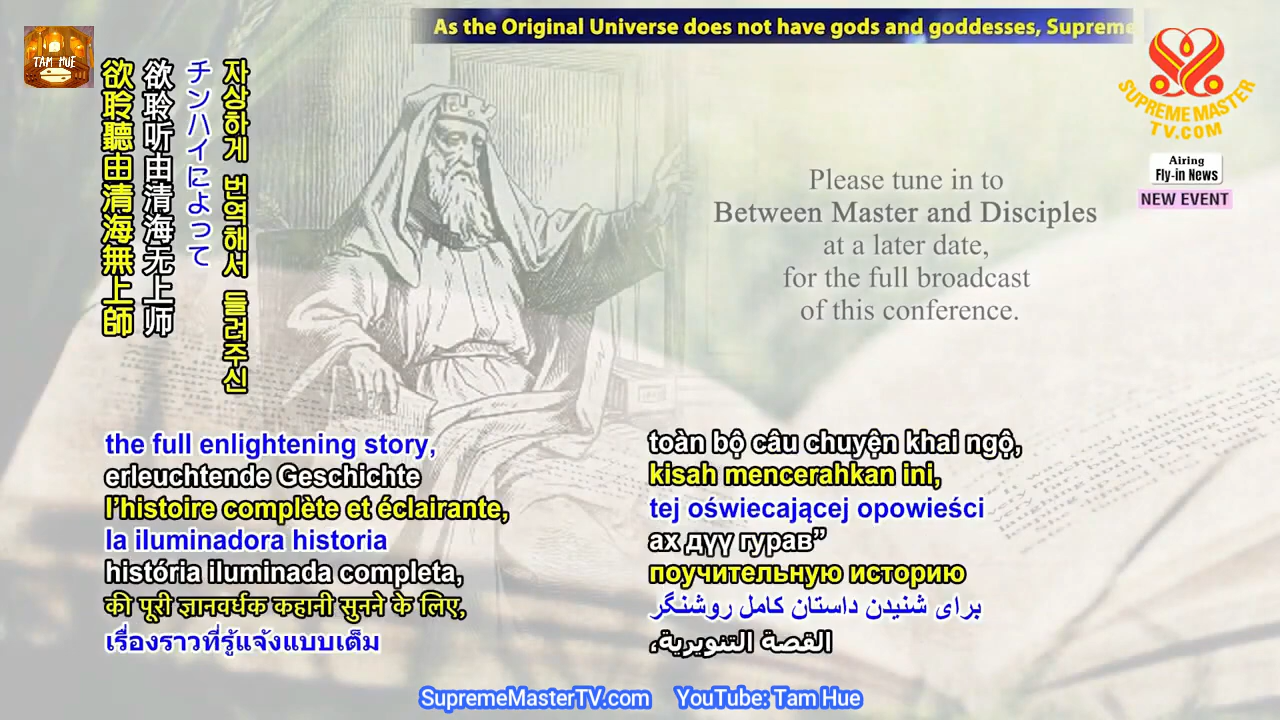 As the Original Universe does not have gods and goddesses, Supreme
TAM HUE
SUPREME MASTER
TV.COM
Airing
Fly-in News
NEW EVENT
欲聆聽由清海無上師
欲聆听由清海无上师
チンハイによって
자상하게 번역해서 들려주신
Please tune in to
Between Master and Disciples
at a later date,
for the full broadcast
of this conference.
the full enlightening story,
erleuchtende Geschichte
l'histoire complète et éclairante,
la iluminadora historia
história iluminada completa,
की पूरी ज्ञानवर्धक कहानी सुनने के लिए,
เรื่องราวที่รู้แจ้งแบบเต็ม
toàn bộ câu chuyện khai ngộ,
kisah mencerahkan ini,
tej oświecającej opowieści
ах дүү гурав”
поучительную историю
برای شنیدن داستان کامل روشنگر
القصة التنويرية،
SupremeMasterTV.com YouTube: Tam Hue